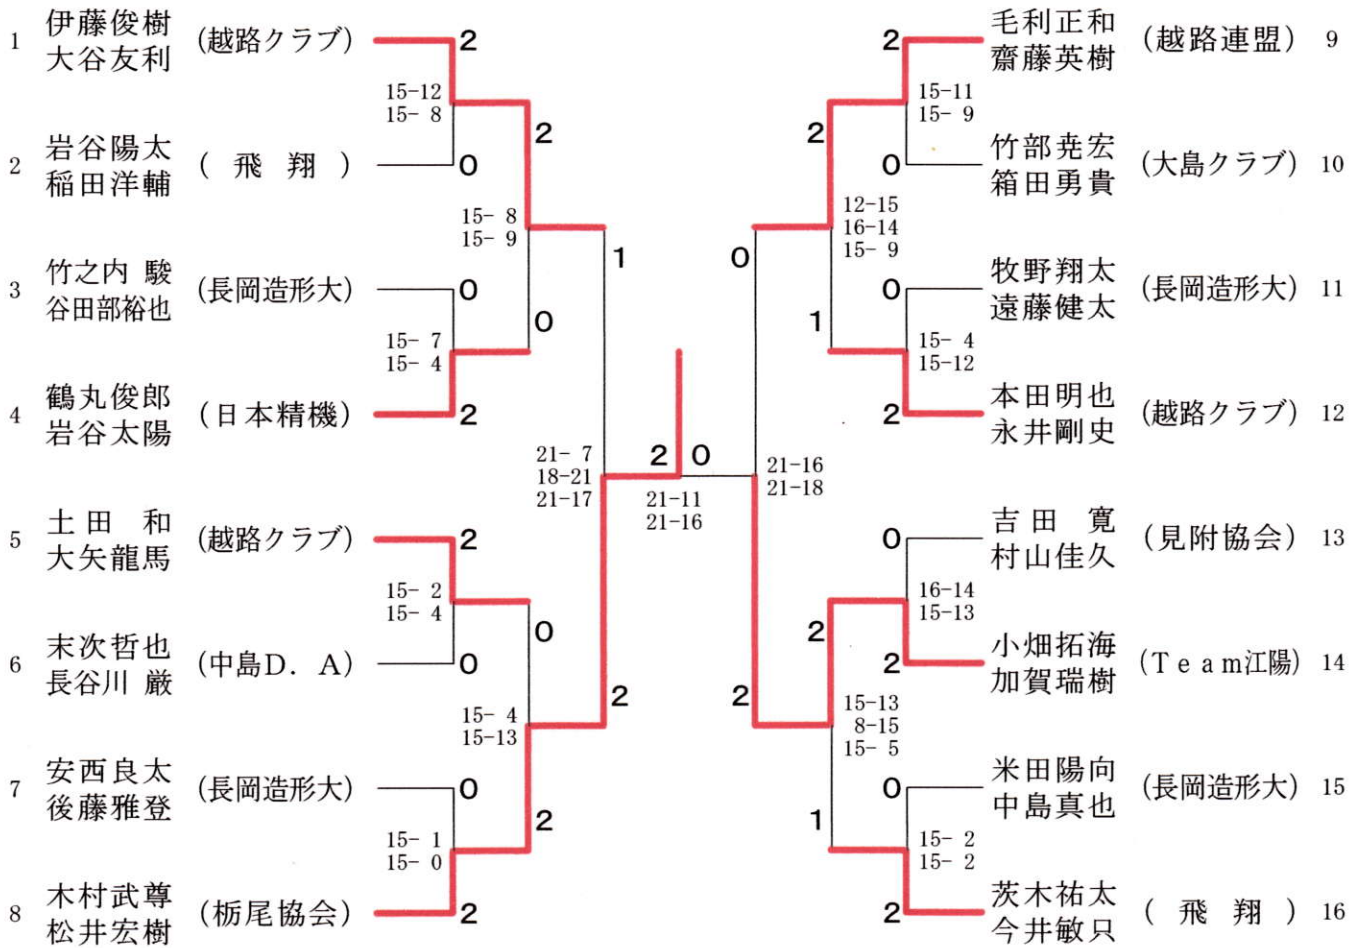 1 伊藤俊樹 大谷友利 (越路クラブ) 2
15-12
15- 8
2 岩谷陽太 稲田洋輔 ( 飛 翔 ) 0
2
15- 8
15- 9
3 竹之内 駿 谷田部裕也 (長岡造形大) 0
0
15- 7
15- 4
4 鶴丸俊郎 岩谷太陽 (日本精機) 2
1
21- 7
18-21
21-17
5 土田 和 大矢龍馬 (越路クラブ) 2
15- 2
15- 4
6 末次哲也 長谷川 厳 (中島D. A) 0
0
15- 4
15-13
2
7 安西良太 後藤雅登 (長岡造形大) 0
2
15- 1
15- 0
8 木村武尊 松井宏樹 (栃尾協会) 2
2 0
21-11
21-16
2 毛利正和 齋藤英樹 (越路連盟) 9
15-11
15- 9
0 竹部尭宏 箱田勇貴 (大島クラブ) 10
2
12-15
16-14
15- 9
0 牧野翔太 遠藤健太 (長岡造形大) 11
1
15- 4
15-12
2 本田明也 永井剛史 (越路クラブ) 12
0
21-16
21-18
0 吉田 寛 村山佳久 (見附協会) 13
16-14
15-13
2 小畑拓海 加賀瑞樹 (Team江陽) 14
2
15-13
8-15
15- 5
2
0 米田陽向 中島真也 (長岡造形大) 15
1
15- 2
15- 2
2 茨木祐太 今井敏只 ( 飛 翔 ) 16